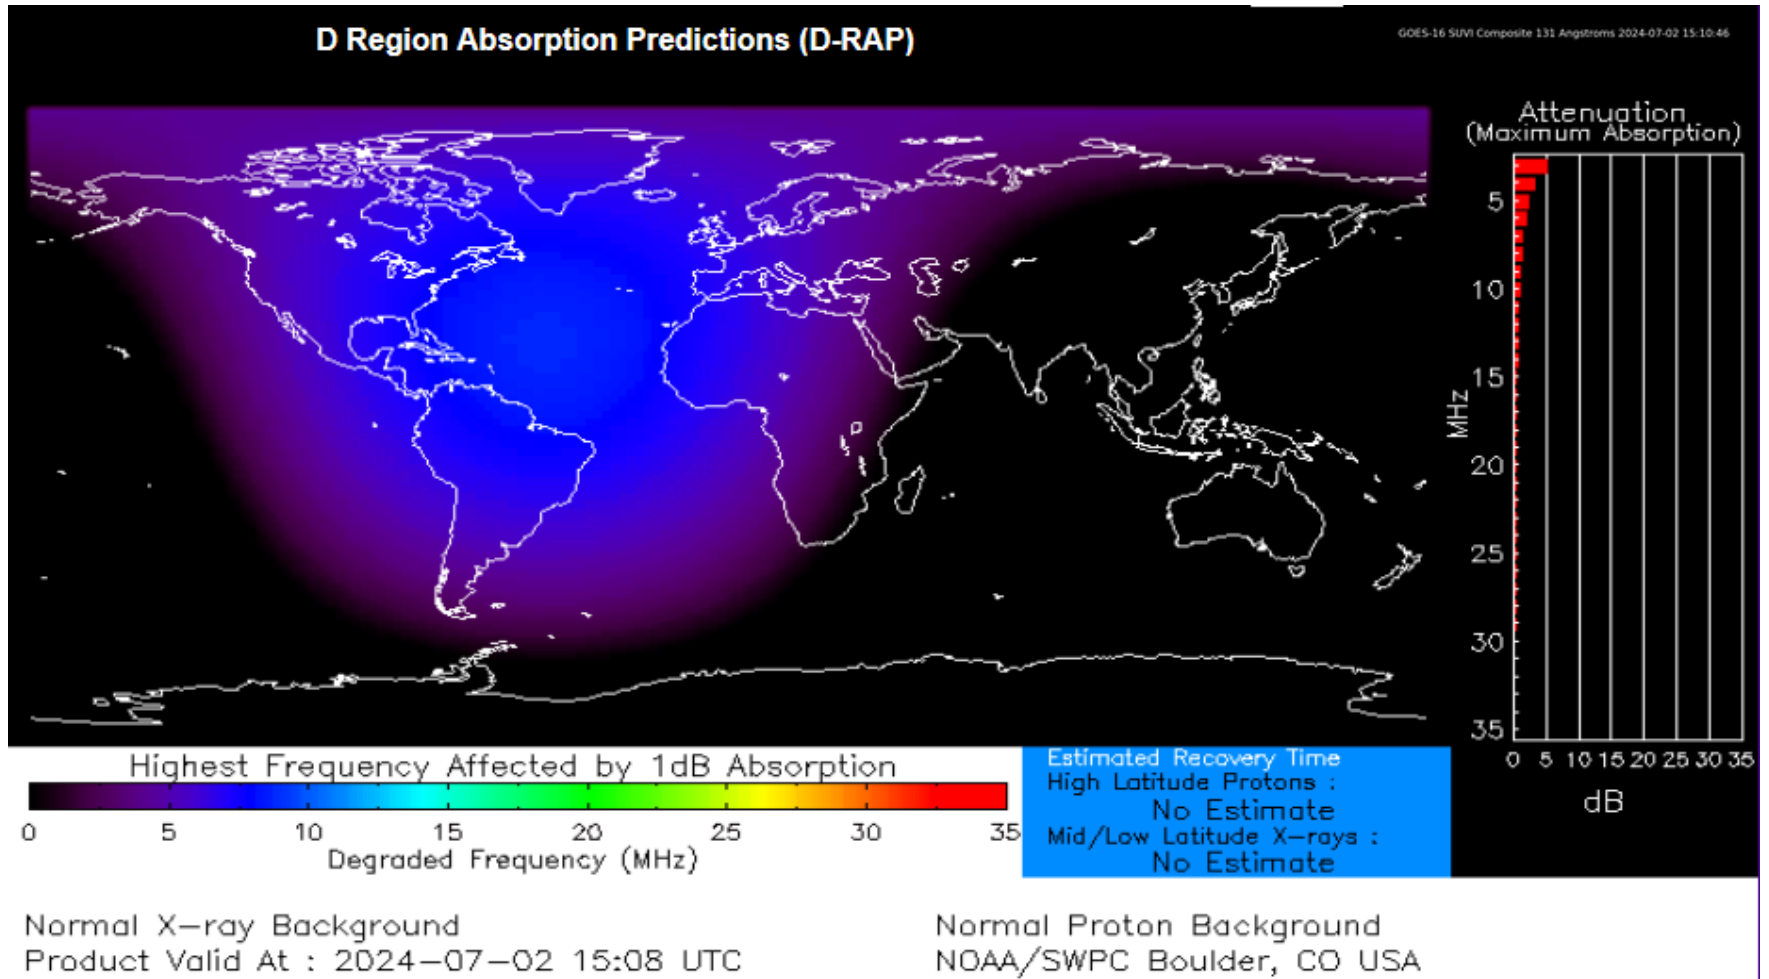 D Region Absorption Predictions (D-RAP)
GOES-16 SUVI Composite 131 Angstroms 2024-07-02 15:10:46
Attenuation
(Maximum Absorption)
5
10
15
20
25
30
35
MHz
0 5 10 15 20 25 30 35
dB
Highest Frequency Affected by 1dB Absorption
0 5 10 15 20 25 30 35
Degraded Frequency (MHz)
Estimated Recovery Time
High Latitude Protons :
No Estimate
Mid/Low Latitude X-rays :
No Estimate
Normal X-ray Background
Product Valid At : 2024-07-02 15:08 UTC
Normal Proton Background
NOAA/SWPC Boulder, CO USA